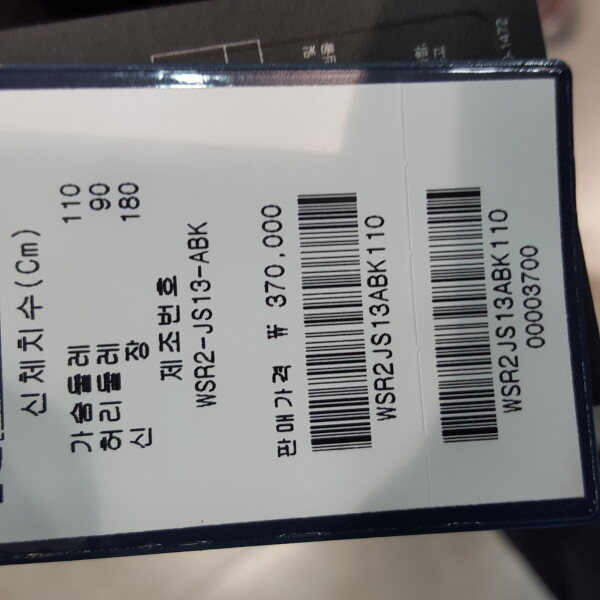 신체치수(Cm)
가슴둘레 110
허리둘레 90
신 장 180
제조번호
WSR2-JS13-ABK
판매가격 ₩ 370,000
WSR2JS13ABK110
WSR2JS13ABK110
00003700